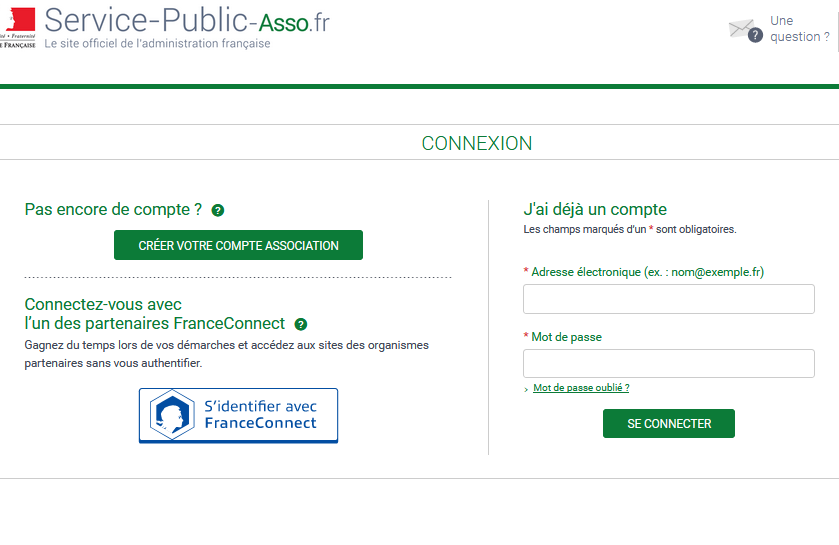 Service-Public-Asso.fr
Le site officiel de l'administration française
té • Fraternité
E FRANÇAISE
Une
question ?
?
CONNEXION
Pas encore de compte ? ?
CRÉER VOTRE COMPTE ASSOCIATION
Connectez-vous avec
l'un des partenaires FranceConnect ?
Gagnez du temps lors de vos démarches et accédez aux sites des organismes
partenaires sans vous authentifier.
S'identifier avec
FranceConnect
J'ai déjà un compte
Les champs marqués d'un * sont obligatoires.
* Adresse électronique (ex. : nom@exemple.fr)
* Mot de passe
› Mot de passe oublié ?
SE CONNECTER